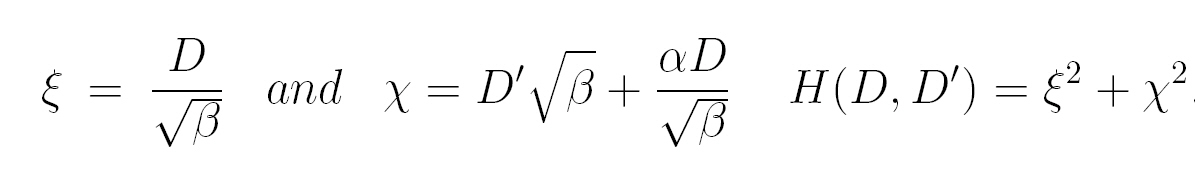 ξ = D/√β and χ = D′√β + αD/√β H(D, D′) = ξ² + χ².